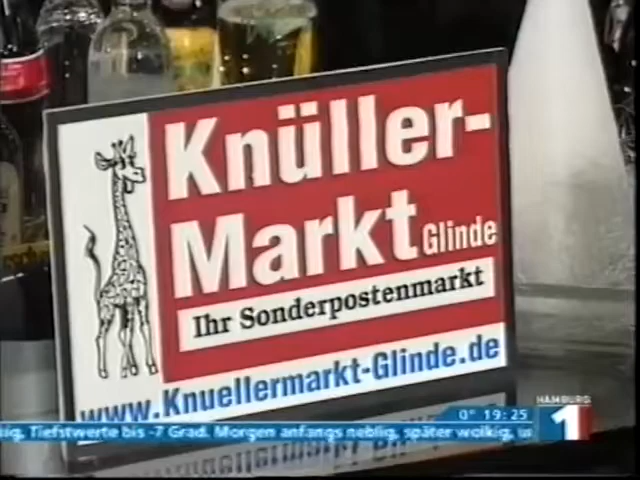 Knüller-
Markt Glinde
Ihr Sonderpostenmarkt
www.Knuellermarkt-Glinde.de
HAMBURG
0° 19:25 1
Tiefstwerte bis -7 Grad. Morgen anfangs neblig, später wolkig,